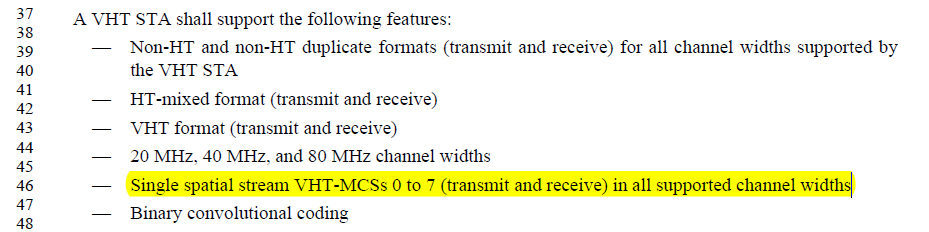 37 A VHT STA shall support the following features:
38
39 — Non-HT and non-HT duplicate formats (transmit and receive) for all channel widths supported by
40 the VHT STA
41
42 — HT-mixed format (transmit and receive)
43 — VHT format (transmit and receive)
44
45 — 20 MHz, 40 MHz, and 80 MHz channel widths
46 — Single spatial stream VHT-MCSs 0 to 7 (transmit and receive) in all supported channel widths
47
48 — Binary convolutional coding